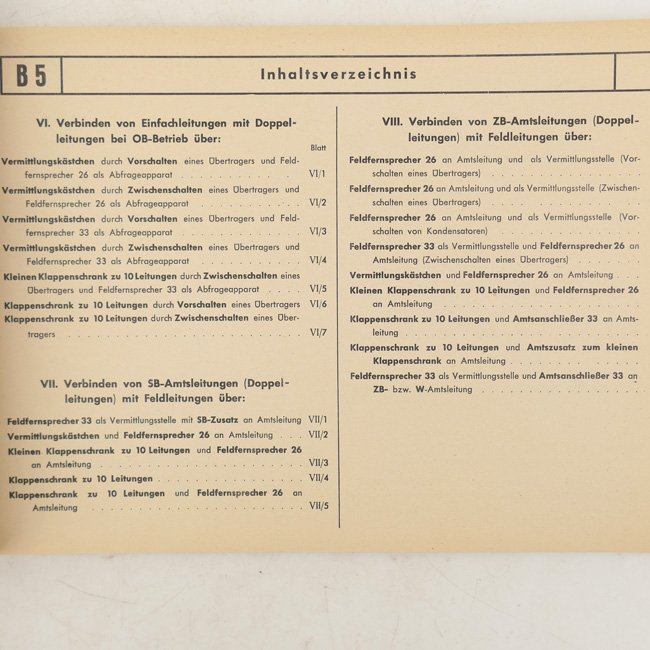 B 5
Inhaltsverzeichnis
VI. Verbinden von Einfachleitungen mit Doppel-
leitungen bei OB-Betrieb über:
Blatt
Vermittlungskästchen durch Vorschalten eines Übertragers und Feld-
fernsprecher 26 als Abfrageapparat . . . . . . . . . . VI/1
Vermittlungskästchen durch Zwischenschalten eines Übertragers und
Feldfernsprecher 26 als Abfrageapparat . . . . . . . . . VI/2
Vermittlungskästchen durch Vorschalten eines Übertragers und Feld-
fernsprecher 33 als Abfrageapparat . . . . . . . . . . VI/3
Vermittlungskästchen durch Zwischenschalten eines Übertragers und
Feldfernsprecher 33 als Abfrageapparat . . . . . . . . . VI/4
Kleinen Klappenschrank zu 10 Leitungen durch Zwischenschalten eines
Übertragers und Feldfernsprecher 33 als Abfrageapparat . . . VI/5
Klappenschrank zu 10 Leitungen durch Vorschalten eines Übertragers VI/6
Klappenschrank zu 10 Leitungen durch Zwischenschalten eines Über-
tragers . . . . . . . . . . . . . . . . . . . . VI/7
VII. Verbinden von SB-Amtsleitungen (Doppel-
leitungen) mit Feldleitungen über:
Feldfernsprecher 33 als Vermittlungsstelle mit SB-Zusatz an Amtsleitung VII/1
Vermittlungskästchen und Feldfernsprecher 26 an Amtsleitung . . . VII/2
Kleinen Klappenschrank zu 10 Leitungen und Feldfernsprecher 26
an Amtsleitung . . . . . . . . . . . . . . . . . VII/3
Klappenschrank zu 10 Leitungen . . . . . . . . . . . . VII/4
Klappenschrank zu 10 Leitungen und Feldfernsprecher 26 an
Amtsleitung . . . . . . . . . . . . . . . . . . VII/5
VIII. Verbinden von ZB-Amtsleitungen (Doppel-
leitungen) mit Feldleitungen über:
Feldfernsprecher 26 an Amtsleitung und als Vermittlungsstelle (Vor-
schalten eines Übertragers) . . . . . . . . . . . .
Feldfernsprecher 26 an Amtsleitung und als Vermittlungsstelle (Zwischen-
schalten eines Übertragers) . . . . . . . . . . . .
Feldfernsprecher 26 an Amtsleitung und als Vermittlungsstelle (Vor-
schalten von Kondensatoren) . . . . . . . . . . . .
Feldfernsprecher 33 als Vermittlungsstelle und Feldfernsprecher 26 an
Amtsleitung (Zwischenschalten eines Übertragers) . . . . .
Vermittlungskästchen und Feldfernsprecher 26 an Amtsleitung . .
Kleinen Klappenschrank zu 10 Leitungen und Feldfernsprecher 26
an Amtsleitung . . . . . . . . . . . . . . . .
Klappenschrank zu 10 Leitungen und Amtsanschließer 33 an Amts-
leitung . . . . . . . . . . . . . . . . . . .
Klappenschrank zu 10 Leitungen und Amtszusatz zum kleinen
Klappenschrank an Amtsleitung . . . . . . . . . .
Feldfernsprecher 33 als Vermittlungsstelle und Amtsanschließer 33 an
ZB- bzw. W-Amtsleitung . . . . . . . . . . . . .